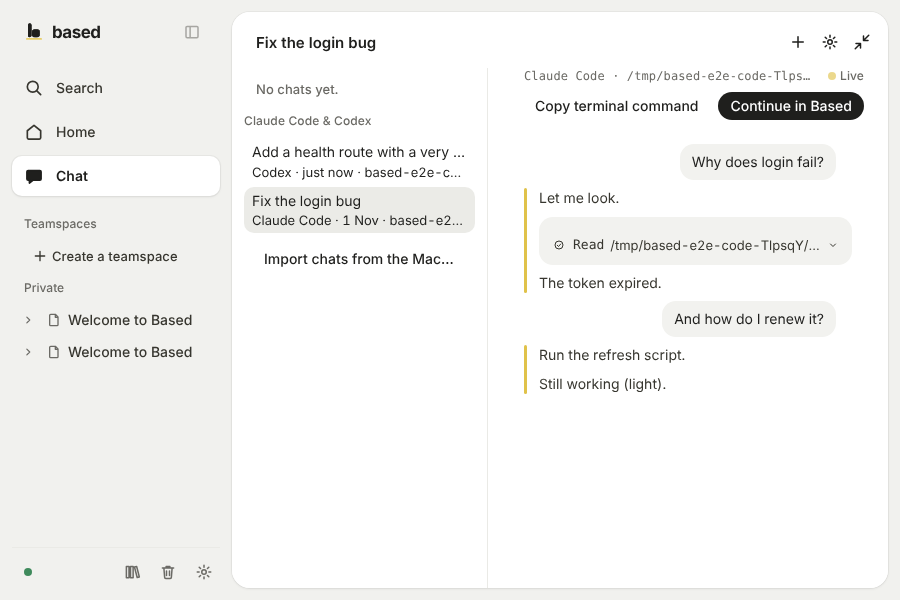 based
Search
Home
Chat
Teamspaces
Create a teamspace
Private
Welcome to Based
Welcome to Based
Fix the login bug
No chats yet.
Claude Code & Codex
Add a health route with a very ...
Codex · just now · based-e2e-c...
Fix the login bug
Claude Code · 1 Nov · based-e2...
Import chats from the Mac...
Claude Code · /tmp/based-e2e-code-Tlps…
Live
Copy terminal command
Continue in Based
Why does login fail?
Let me look.
Read /tmp/based-e2e-code-TlpsqY/...
The token expired.
And how do I renew it?
Run the refresh script.
Still working (light).